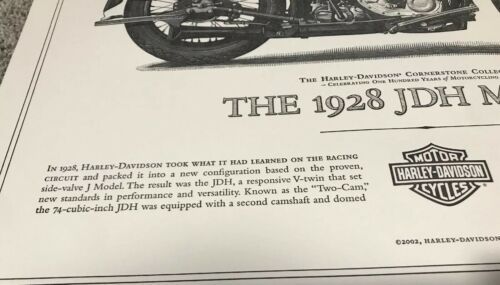 THE HARLEY-DAVIDSON® CORNERSTONE COLLEC
~ CELEBRATING ONE HUNDRED YEARS of MOTORCYCLING
THE 1928 JDH M
IN 1928, HARLEY-DAVIDSON TOOK WHAT IT HAD LEARNED ON THE RACING
CIRCUIT and packed it into a new configuration based on the proven,
side-valve J Model. The result was the JDH, a responsive V-twin that set
new standards in performance and versatility. Known as the "Two-Cam,"
the 74-cubic-inch JDH was equipped with a second camshaft and domed
MOTOR
HARLEY-DAVIDSON
CYCLES
©2002, HARLEY-DAVIDSON